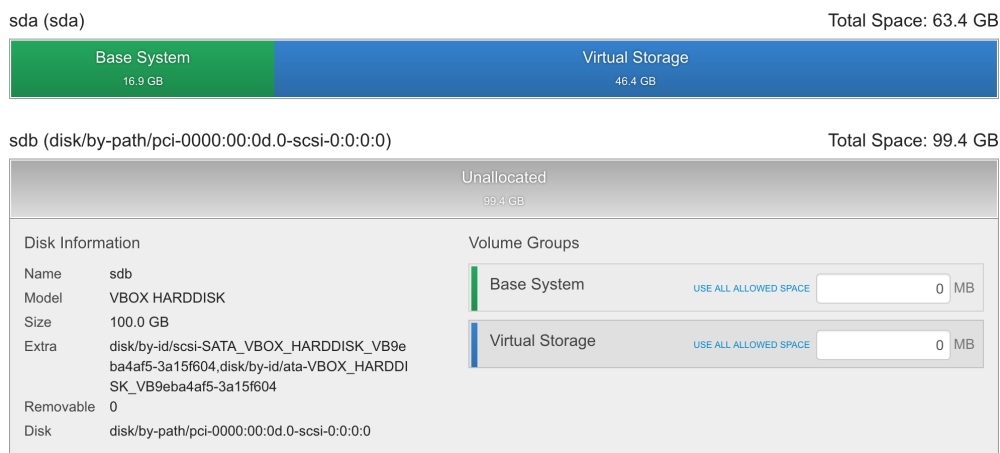 sda (sda) Total Space: 63.4 GB
Base System Virtual Storage
16.9 GB 46.4 GB
sdb (disk/by-path/pci-0000:00:0d.0-scsi-0:0:0:0) Total Space: 99.4 GB
Unallocated
99.4 GB
Disk Information
Name sdb
Model VBOX HARDDISK
Size 100.0 GB
Extra disk/by-id/scsi-SATA_VBOX_HARDDISK_VB9e
ba4af5-3a15f604,disk/by-id/ata-VBOX_HARDDI
SK_VB9eba4af5-3a15f604
Removable 0
Disk disk/by-path/pci-0000:00:0d.0-scsi-0:0:0:0
Volume Groups
Base System USE ALL ALLOWED SPACE 0 MB
Virtual Storage USE ALL ALLOWED SPACE 0 MB